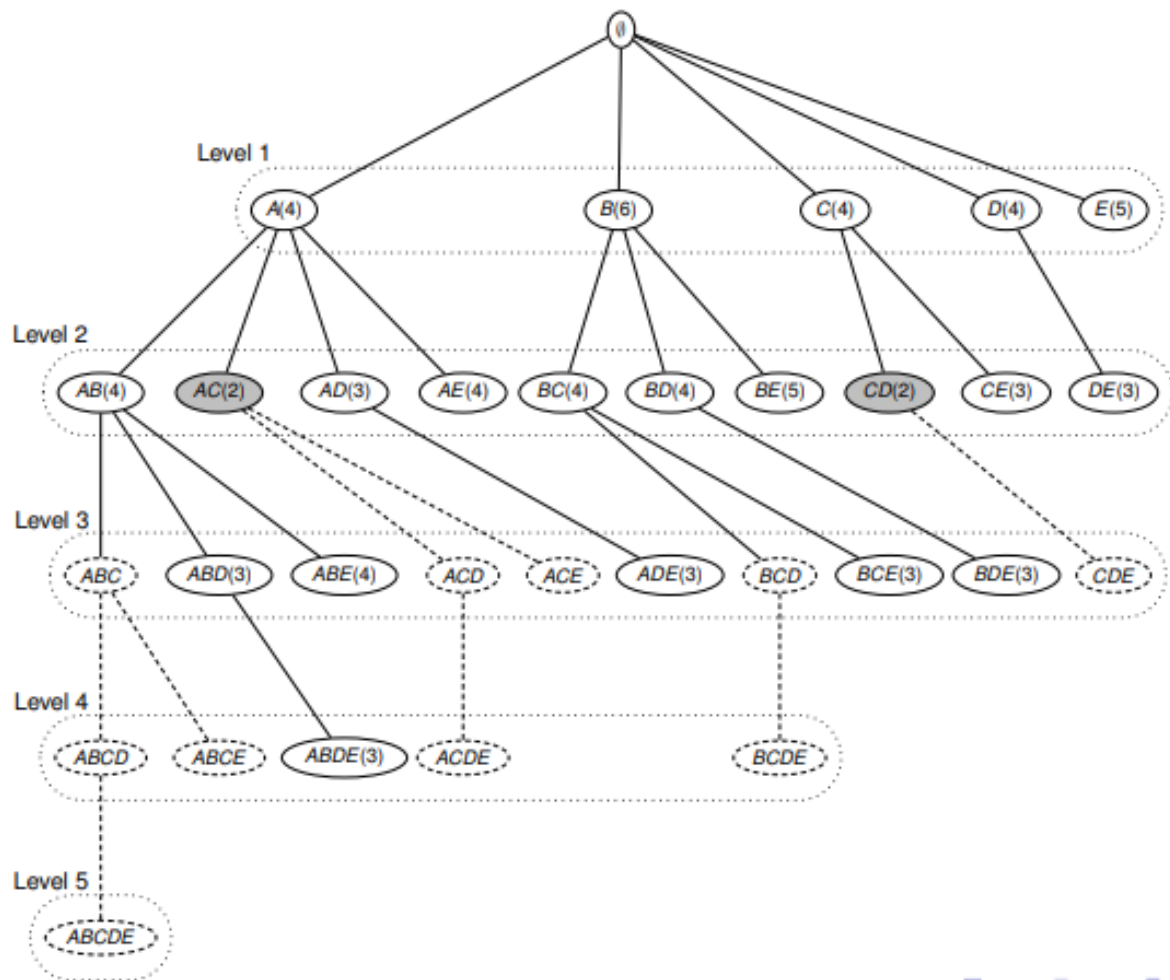 ∅
Level 1
A(4) B(6) C(4) D(4) E(5)
Level 2
AB(4) AC(2) AD(3) AE(4) BC(4) BD(4) BE(5) CD(2) CE(3) DE(3)
Level 3
ABC ABD(3) ABE(4) ACD ACE ADE(3) BCD BCE(3) BDE(3) CDE
Level 4
ABCD ABCE ABDE(3) ACDE BCDE
Level 5
ABCDE